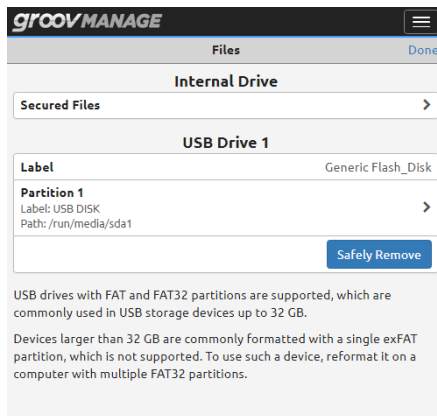 groov MANAGE
Files Done
Internal Drive
Secured Files
USB Drive 1
Label Generic Flash_Disk
Partition 1
Label: USB DISK
Path: /run/media/sda1
Safely Remove
USB drives with FAT and FAT32 partitions are supported, which are
commonly used in USB storage devices up to 32 GB.
Devices larger than 32 GB are commonly formatted with a single exFAT
partition, which is not supported. To use such a device, reformat it on a
computer with multiple FAT32 partitions.